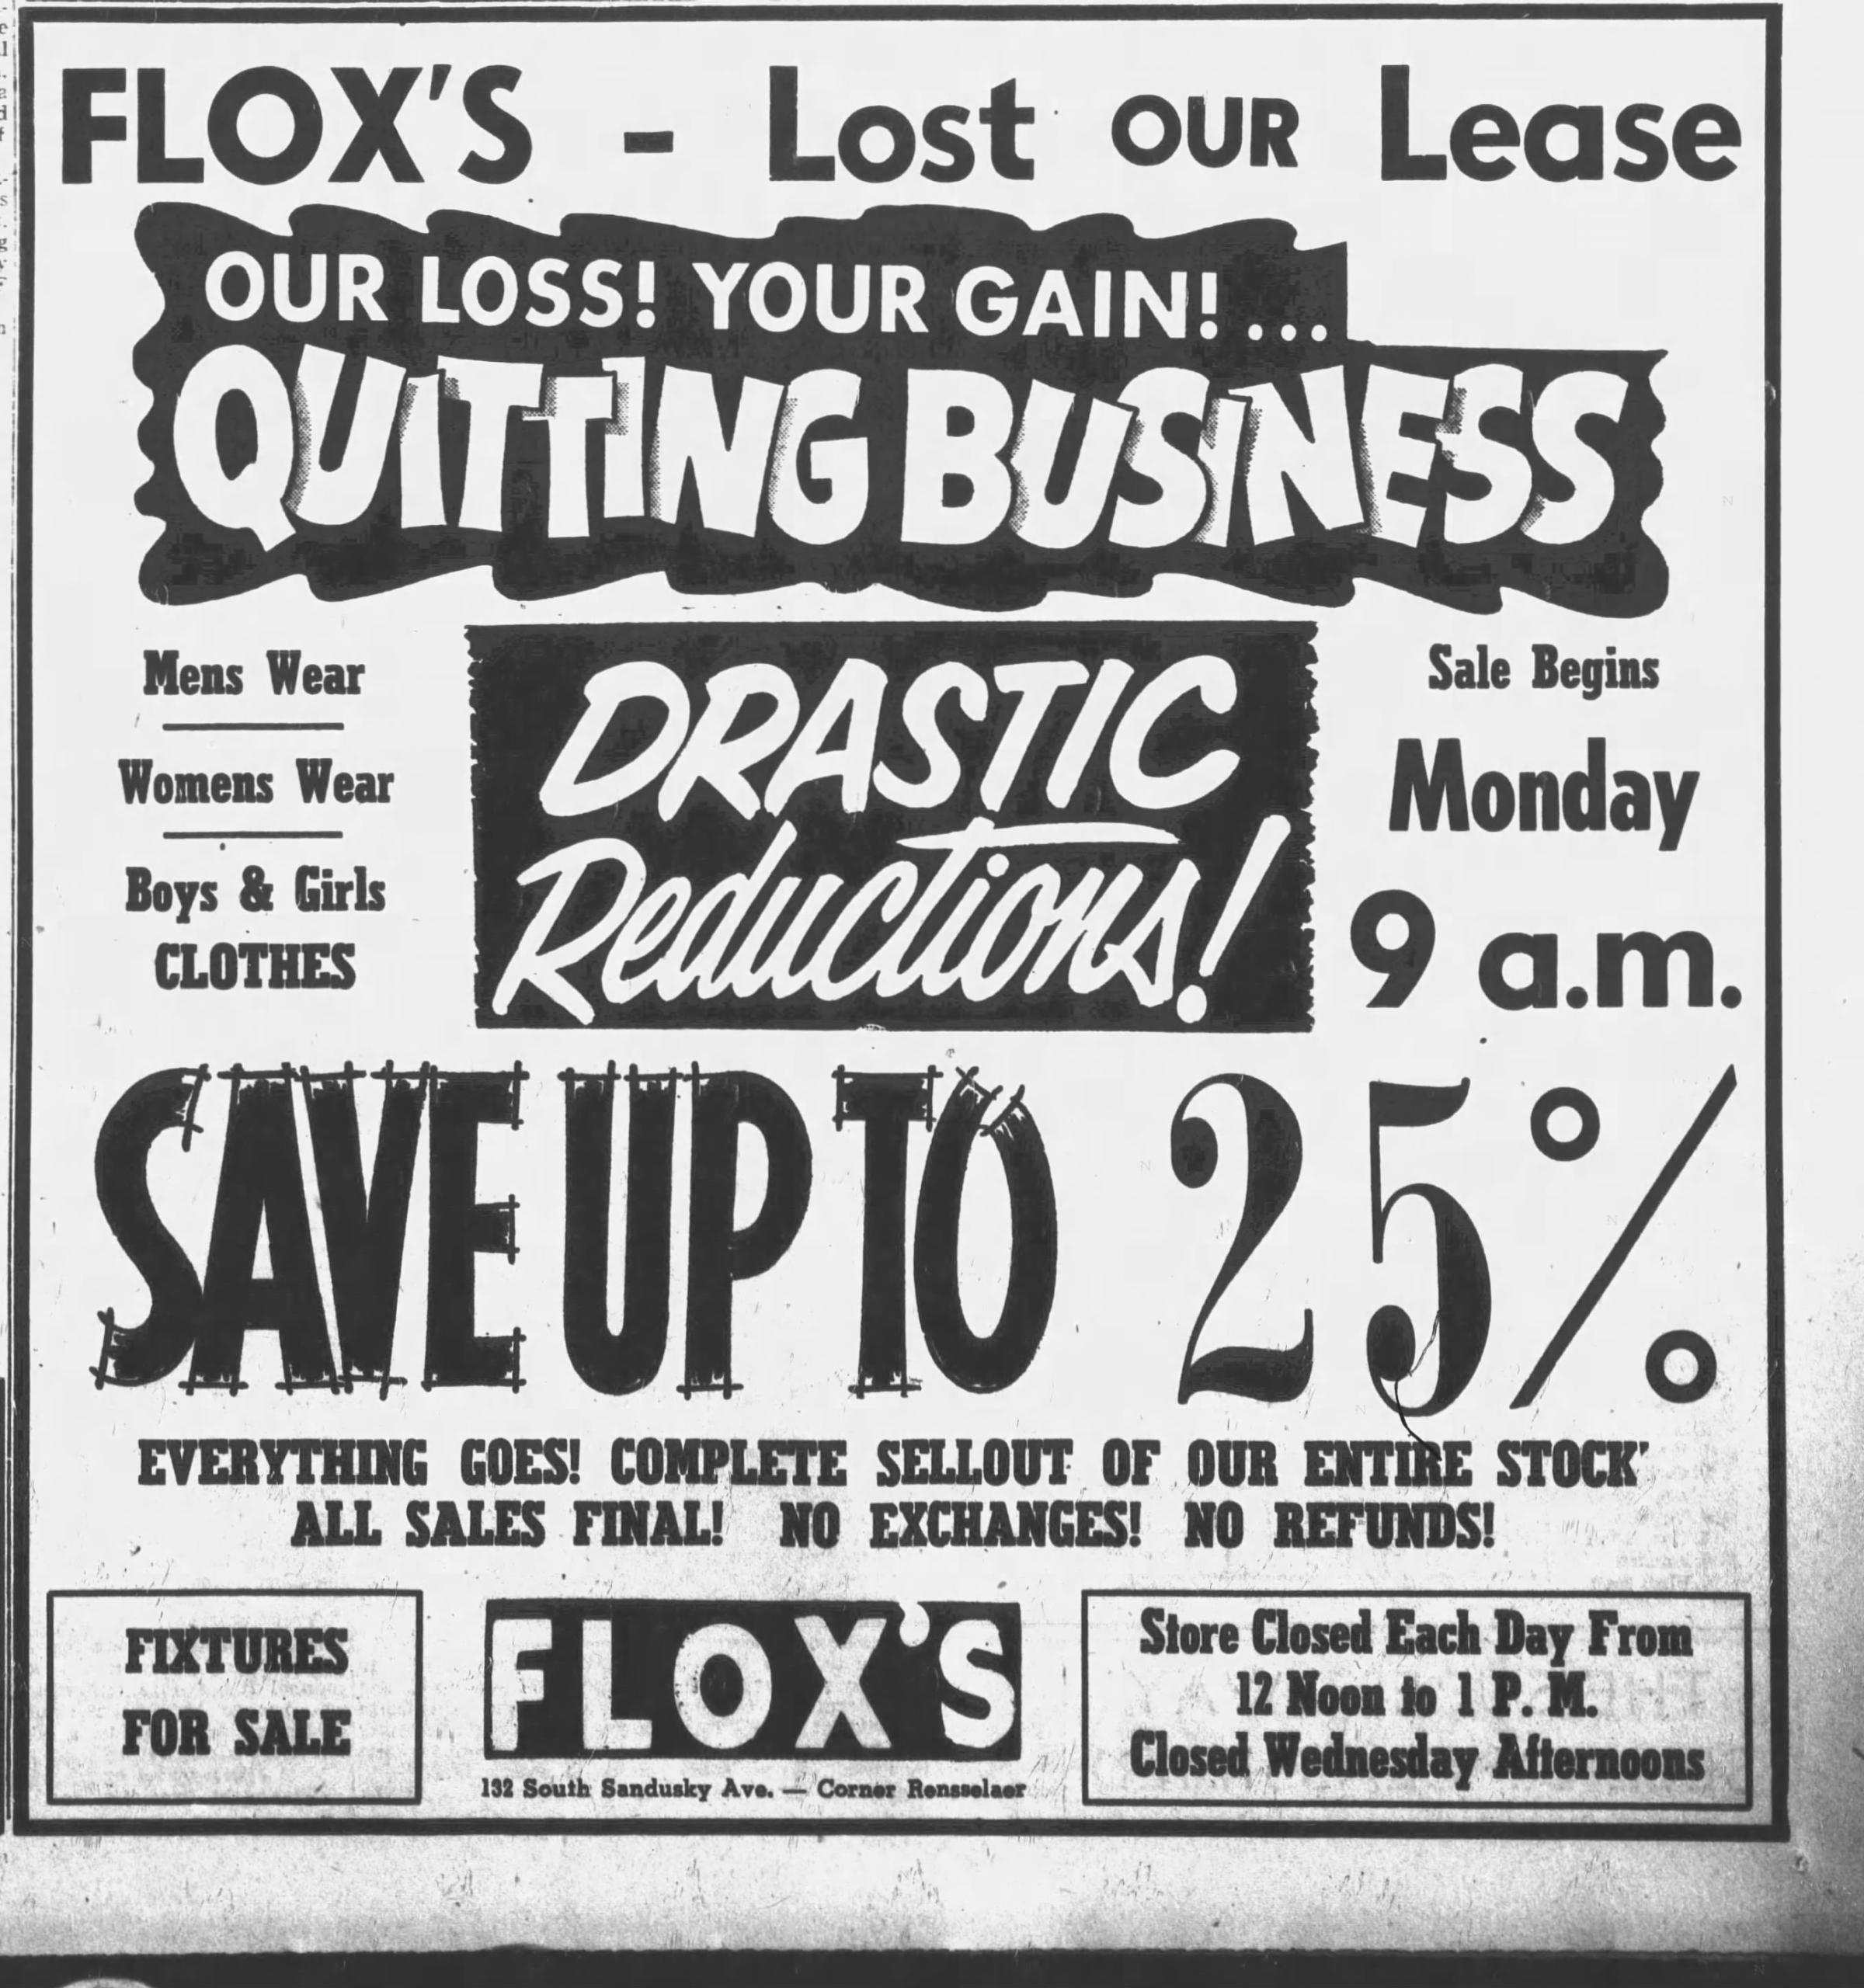 FLOX'S - Lost OUR Lease
OUR LOSS! YOUR GAIN! ...
QUITTING BUSINESS
Mens Wear
Womens Wear
Boys & Girls
CLOTHES
DRASTIC
Reductions!
Sale Begins
Monday
9 a.m.
SAVE UP TO 25%
EVERYTHING GOES! COMPLETE SELLOUT OF OUR ENTIRE STOCK'
ALL SALES FINAL! NO EXCHANGES! NO REFUNDS!
FIXTURES
FOR SALE
FLOX'S
132 South Sandusky Ave. — Corner Rensselaer
Store Closed Each Day From
12 Noon to 1 P. M.
Closed Wednesday Afternoons